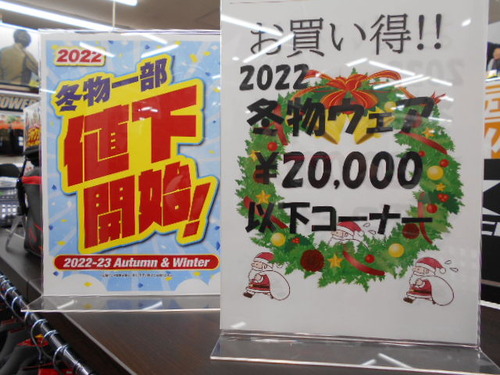 2022
冬物一部
値下
開始!
2022-23 Autumn & Winter
お買い得!!
2022
冬物ウェア
¥20,000
以下コーナー